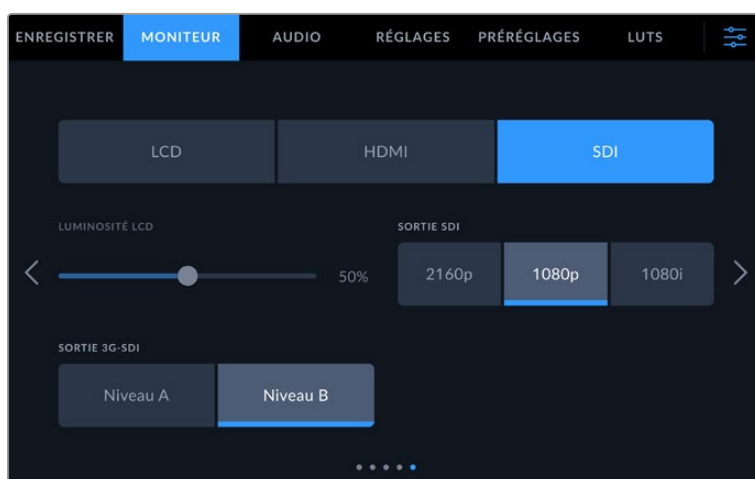 ENREGISTRER MONITEUR AUDIO RÉGLAGES PRÉRÉGLAGES LUTS
LCD HDMI SDI
LUMINOSITÉ LCD SORTIE SDI
50% 2160p 1080p 1080i
SORTIE 3G-SDI
Niveau A Niveau B